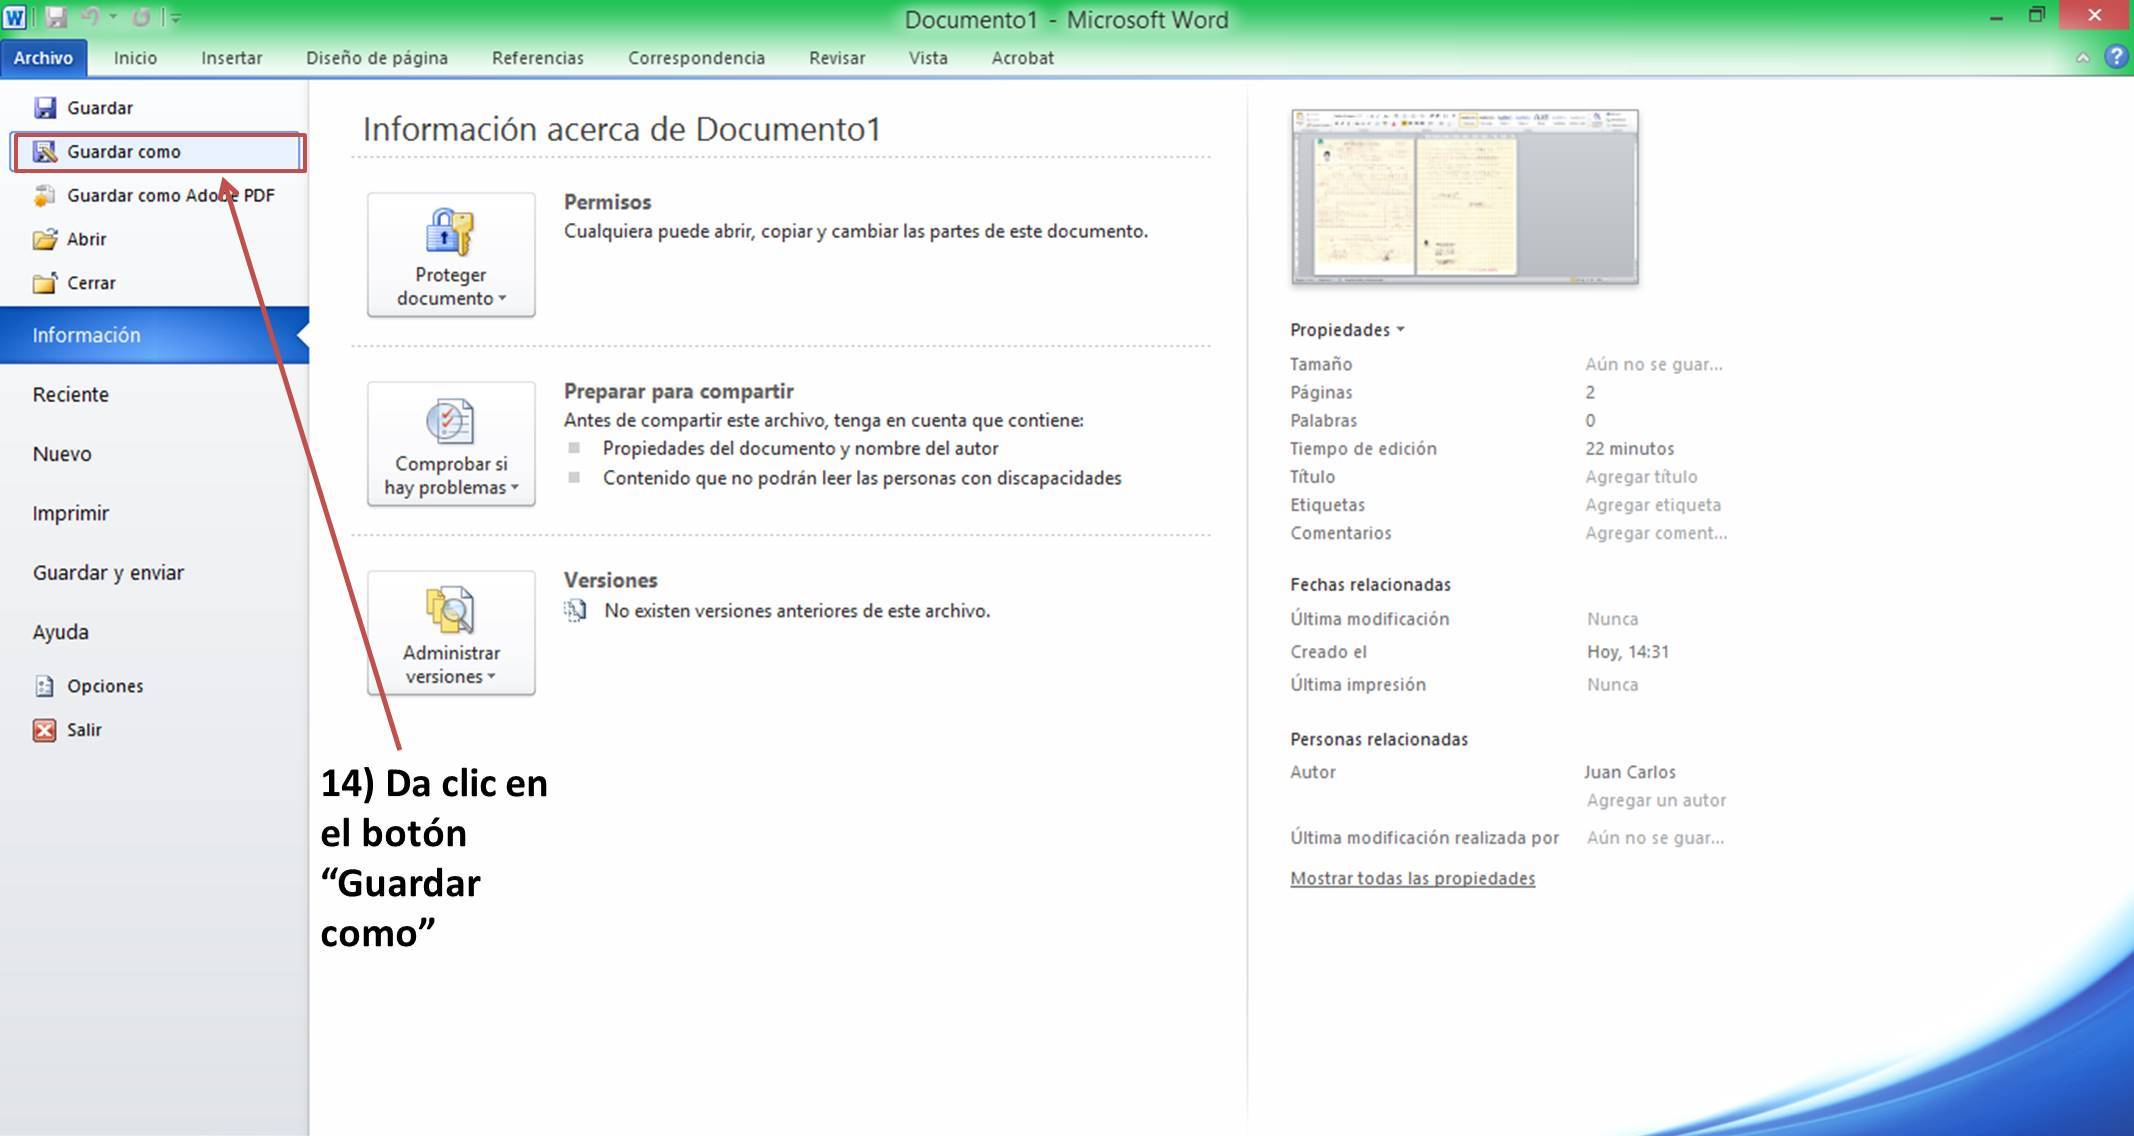 Documento1 - Microsoft Word
Archivo Inicio Insertar Diseño de página Referencias Correspondencia Revisar Vista Acrobat
Guardar
Guardar como
Guardar como Adobe PDF
Abrir
Cerrar
Información
Reciente
Nuevo
Imprimir
Guardar y enviar
Ayuda
Opciones
Salir
Información acerca de Documento1
Proteger
documento
Permisos
Cualquiera puede abrir, copiar y cambiar las partes de este documento.
Comprobar si
hay problemas
Preparar para compartir
Antes de compartir este archivo, tenga en cuenta que contiene:
Propiedades del documento y nombre del autor
Contenido que no podrán leer las personas con discapacidades
Administrar
versiones
Versiones
No existen versiones anteriores de este archivo.
14) Da clic en
el botón
“Guardar
como”
Propiedades
Tamaño Aún no se guar...
Páginas 2
Palabras 0
Tiempo de edición 22 minutos
Título Agregar título
Etiquetas Agregar etiqueta
Comentarios Agregar coment...
Fechas relacionadas
Última modificación Nunca
Creado el Hoy, 14:31
Última impresión Nunca
Personas relacionadas
Autor Juan Carlos
Agregar un autor
Última modificación realizada por Aún no se guar...
Mostrar todas las propiedades